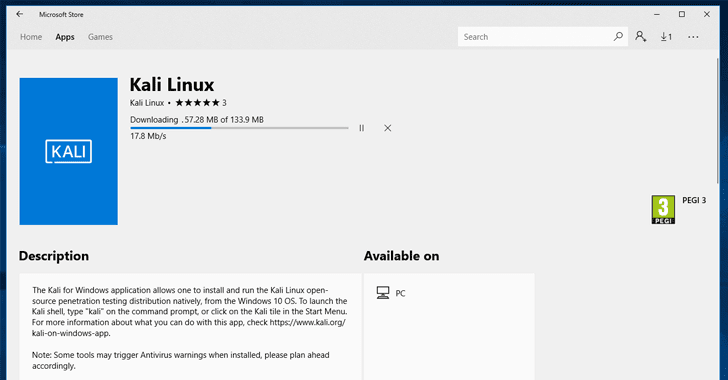 Microsoft Store
Home Apps Games
Search
1
Kali Linux
KALI
Kali Linux • ★★★★★ 3
Downloading .57.28 MB of 133.9 MB
17.8 Mb/s
3
PEGI
PEGI 3
Description
The Kali for Windows application allows one to install and run the Kali Linux open-
source penetration testing distribution natively, from the Windows 10 OS. To launch the
Kali shell, type "kali" on the command prompt, or click on the Kali tile in the Start Menu.
For more information about what you can do with this app, check https://www.kali.org/
kali-on-windows-app.
Note: Some tools may trigger Antivirus warnings when installed, please plan ahead
accordingly.
Available on
PC